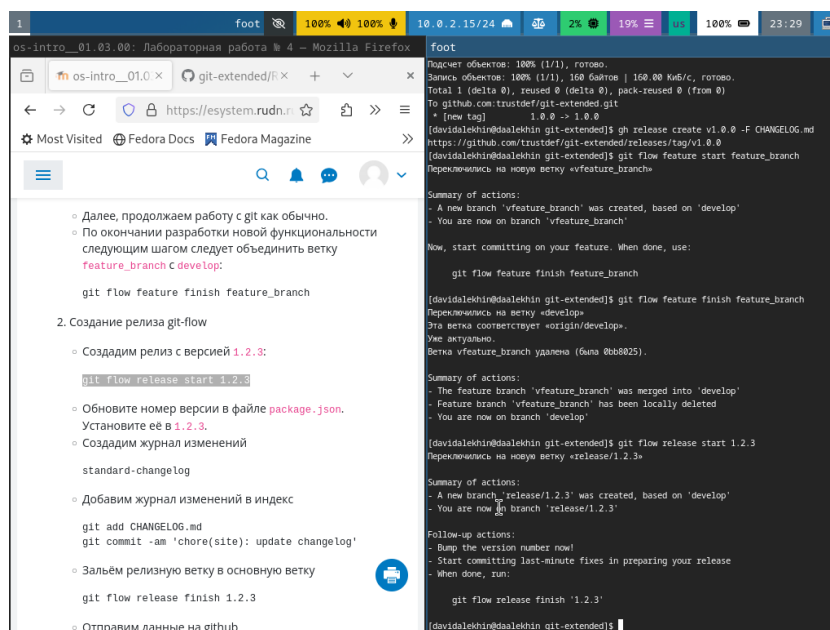 1
foot
100%
100%
10.0.2.15/24
2%
19%
us
100%
23:29
os-intro__01.03.00: Лабораторная работа № 4 — Mozilla Firefox
os-intro__01.0
git-extended/R
https://esystem.rudn.r
Most Visited
Fedora Docs
Fedora Magazine
Далее, продолжаем работу с git как обычно.
По окончании разработки новой функциональности
следующим шагом следует объединить ветку
feature_branch c develop:
git flow feature finish feature_branch
2. Создание релиза git-flow
Создадим релиз с версией 1.2.3:
git flow release start 1.2.3
Обновите номер версии в файле package.json.
Установите её в 1.2.3.
Создадим журнал изменений
standard-changelog
Добавим журнал изменений в индекс
git add CHANGELOG.md
git commit -am 'chore(site): update changelog'
Зальём релизную ветку в основную ветку
git flow release finish 1.2.3
Отправим данные на github
foot
Подсчет объектов: 100% (1/1), готово.
Запись объектов: 100% (1/1), 160 байтов | 160.00 КиБ/с, готово.
Total 1 (delta 0), reused 0 (delta 0), pack-reused 0 (from 0)
To github.com:trustdef/git-extended.git
* [new tag] 1.0.0 -> 1.0.0
[davidalekhin@daalekhin git-extended]$ gh release create v1.0.0 -F CHANGELOG.md
https://github.com/trustdef/git-extended/releases/tag/v1.0.0
[davidalekhin@daalekhin git-extended]$ git flow feature start feature_branch
Переключились на новую ветку «vfeature_branch»
Summary of actions:
- A new branch 'vfeature_branch' was created, based on 'develop'
- You are now on branch 'vfeature_branch'
Now, start committing on your feature. When done, use:
git flow feature finish feature_branch
[davidalekhin@daalekhin git-extended]$ git flow feature finish feature_branch
Переключились на ветку «develop»
Эта ветка соответствует «origin/develop».
Уже актуально.
Ветка vfeature_branch удалена (была 0bb8025).
Summary of actions:
- The feature branch 'vfeature_branch' was merged into 'develop'
- Feature branch 'vfeature_branch' has been locally deleted
- You are now on branch 'develop'
[davidalekhin@daalekhin git-extended]$ git flow release start 1.2.3
Переключились на новую ветку «release/1.2.3»
Summary of actions:
- A new branch 'release/1.2.3' was created, based on 'develop'
- You are now on branch 'release/1.2.3'
Follow-up actions:
- Bump the version number now!
- Start committing last-minute fixes in preparing your release
- When done, run:
git flow release finish '1.2.3'
[davidalekhin@daalekhin git-extended]$